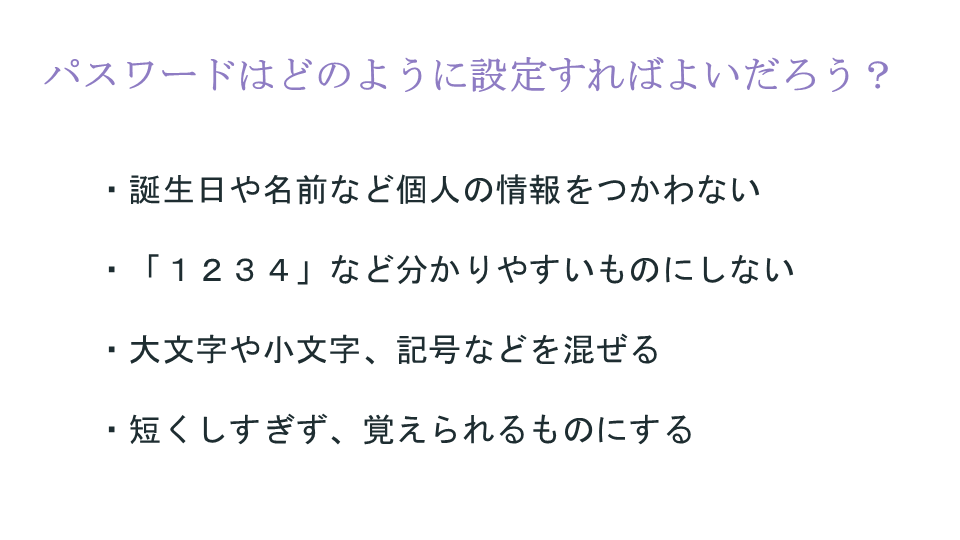 パスワードはどのように設定すればよいだろう？
・誕生日や名前など個人の情報をつかわない
・「１２３４」など分かりやすいものにしない
・大文字や小文字、記号などを混ぜる
・短くしすぎず、覚えられるものにする